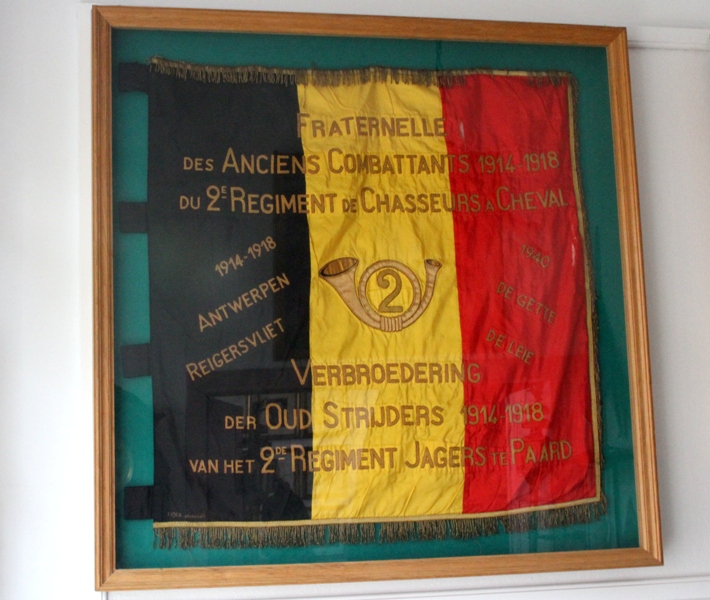 FRATERNELLE
DES ANCIENS COMBATTANTS 1914-1918
DU 2E REGIMENT DE CHASSEURS A CHEVAL
1914-1918
ANTWERPEN
REIGERSVLIET
2
1940
DE GETTE
DE LEIE
VERBROEDERING
DER OUD STRIJDERS 1914-1918
VAN HET 2DE REGIMENT JAGERS TE PAARD